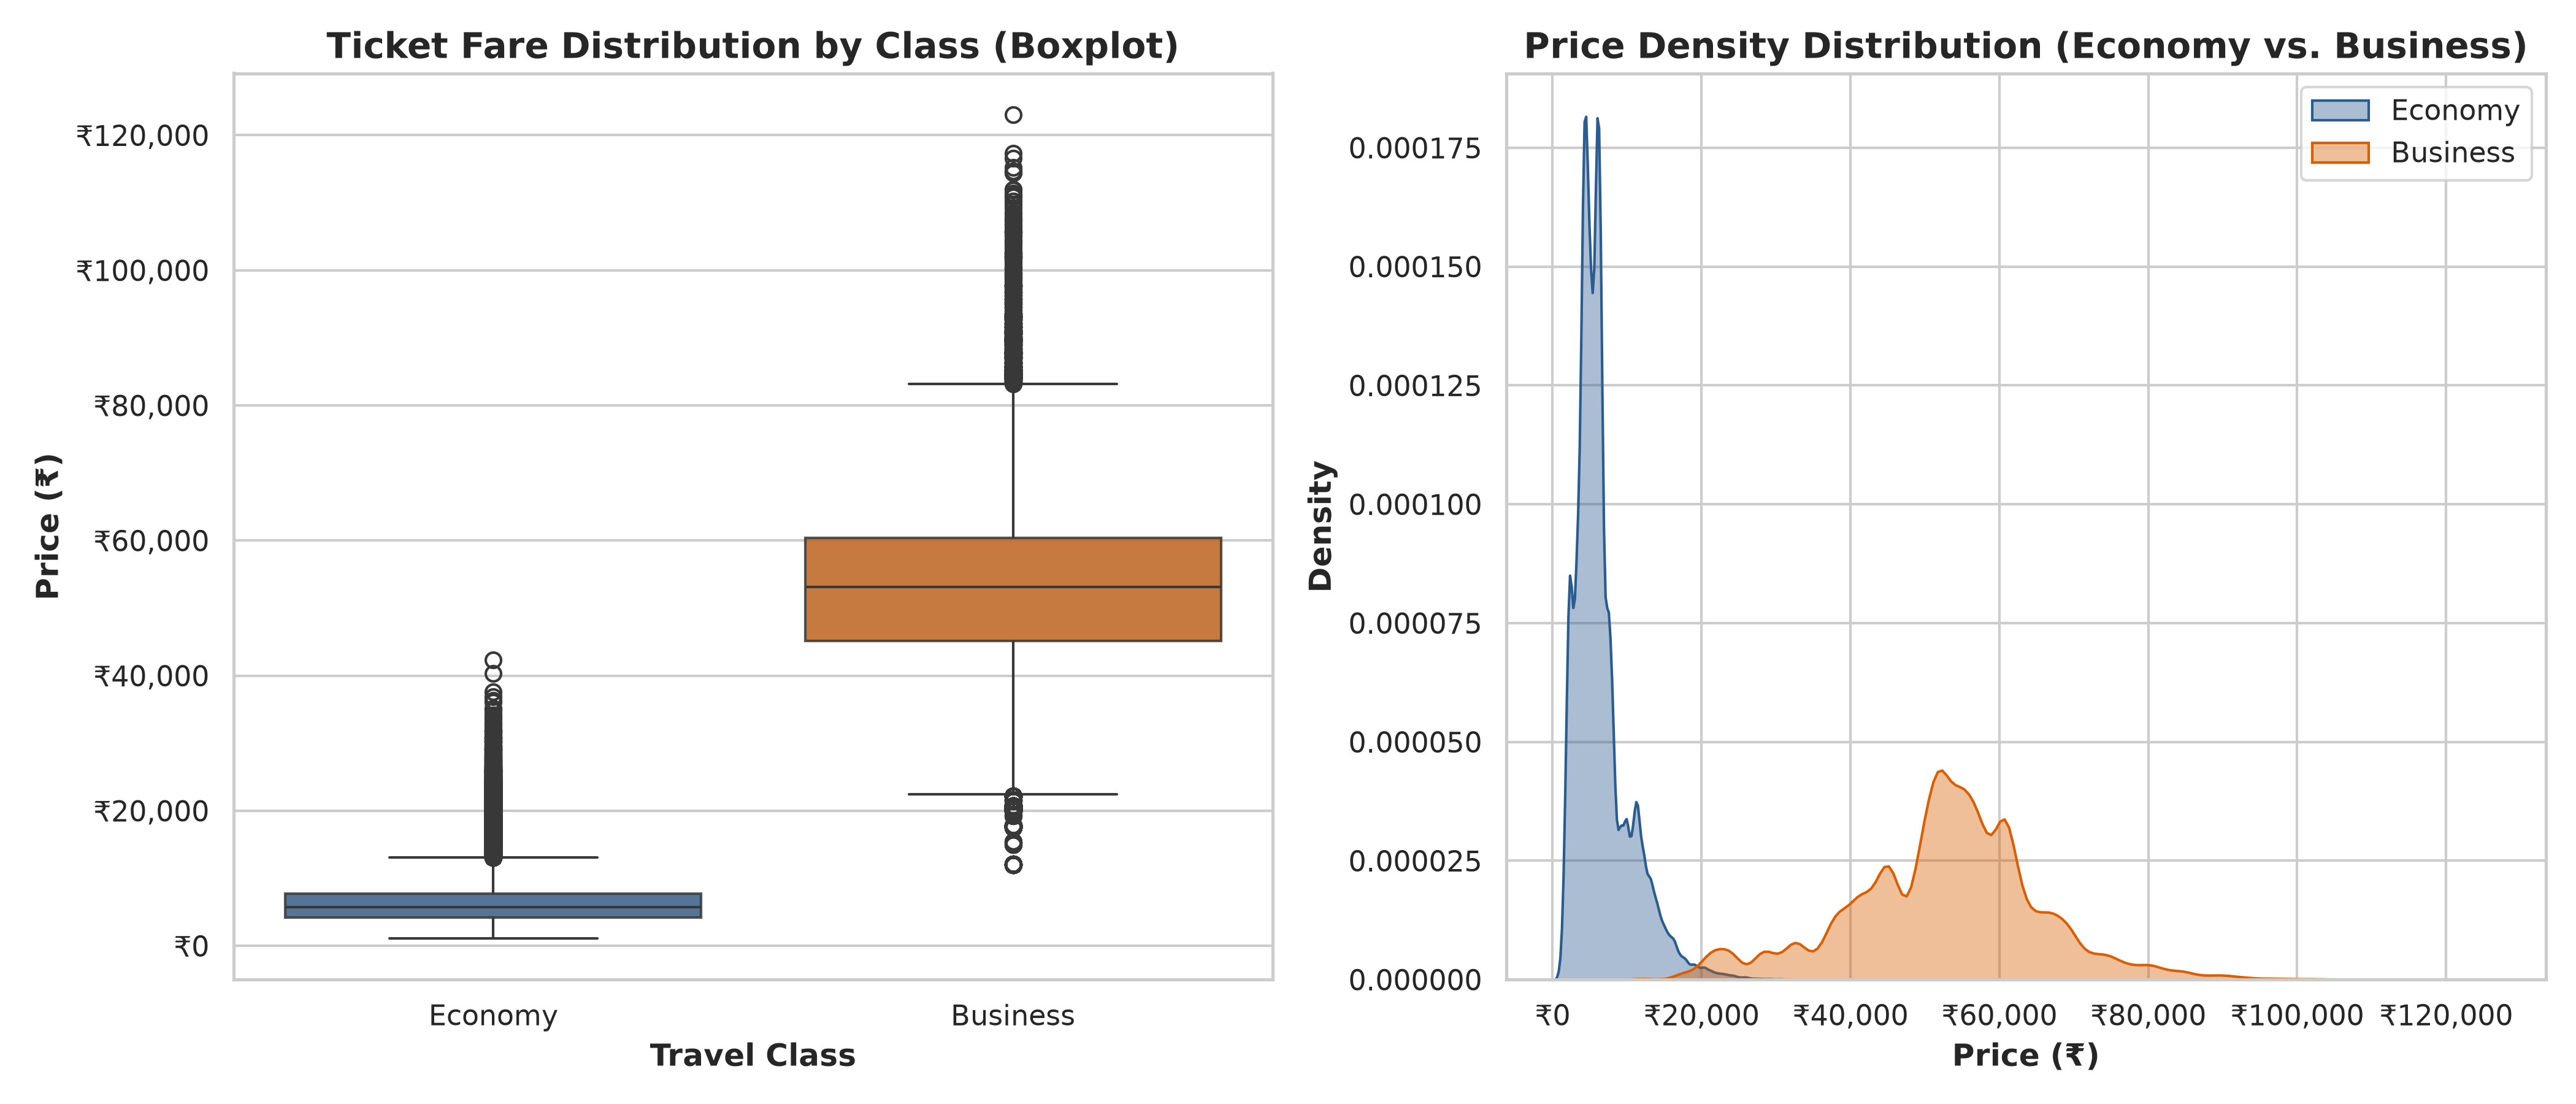 Ticket Fare Distribution by Class (Boxplot)
Price (₹)
₹120,000
₹100,000
₹80,000
₹60,000
₹40,000
₹20,000
₹0
Economy
Business
Travel Class
Price Density Distribution (Economy vs. Business)
Economy
Business
Density
0.000175
0.000150
0.000125
0.000100
0.000075
0.000050
0.000025
0.000000
₹0 ₹20,000 ₹40,000 ₹60,000 ₹80,000 ₹100,000 ₹120,000
Price (₹)